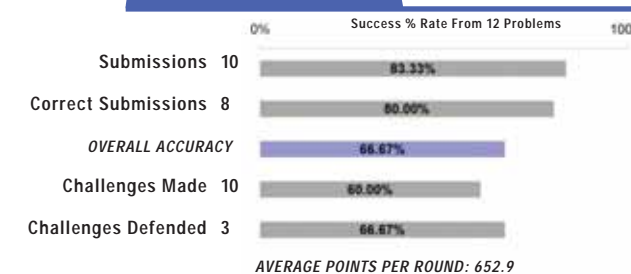 0% Success % Rate From 12 Problems 100
Submissions 10 83.33%
Correct Submissions 8 80.00%
OVERALL ACCURACY 66.67%
Challenges Made 10 60.00%
Challenges Defended 3 66.67%
AVERAGE POINTS PER ROUND: 652.9